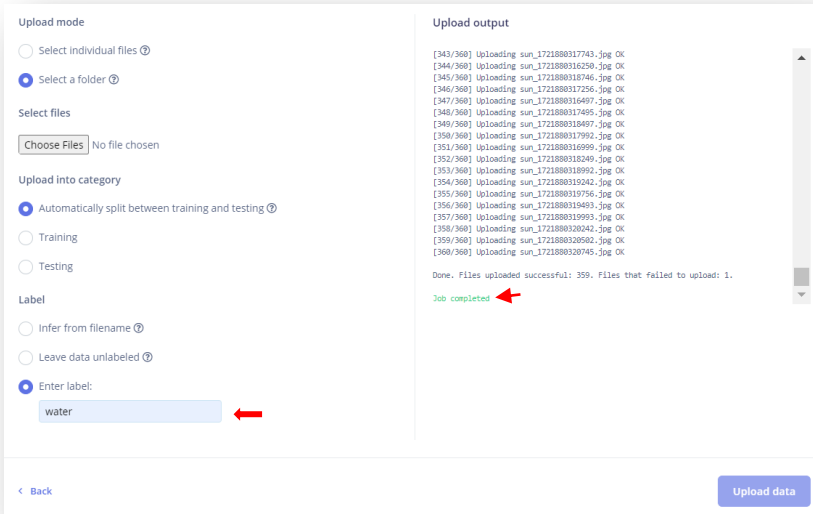 Upload mode
Select individual files
Select a folder
Select files
Choose Files No file chosen
Upload into category
Automatically split between training and testing
Training
Testing
Label
Infer from filename
Leave data unlabeled
Enter label:
water
Back
Upload output
[343/360] Uploading sun_1721880317743.jpg OK
[344/360] Uploading sun_1721880316250.jpg OK
[345/360] Uploading sun_1721880318746.jpg OK
[346/360] Uploading sun_1721880317256.jpg OK
[347/360] Uploading sun_1721880316497.jpg OK
[348/360] Uploading sun_1721880317495.jpg OK
[349/360] Uploading sun_1721880318497.jpg OK
[350/360] Uploading sun_1721880317992.jpg OK
[351/360] Uploading sun_1721880316999.jpg OK
[352/360] Uploading sun_1721880318249.jpg OK
[353/360] Uploading sun_1721880318992.jpg OK
[354/360] Uploading sun_1721880319242.jpg OK
[355/360] Uploading sun_1721880319756.jpg OK
[356/360] Uploading sun_1721880319493.jpg OK
[357/360] Uploading sun_1721880319993.jpg OK
[358/360] Uploading sun_1721880320242.jpg OK
[359/360] Uploading sun_1721880320502.jpg OK
[360/360] Uploading sun_1721880320745.jpg OK
Done. Files uploaded successful: 359. Files that failed to upload: 1.
Job completed
Upload data